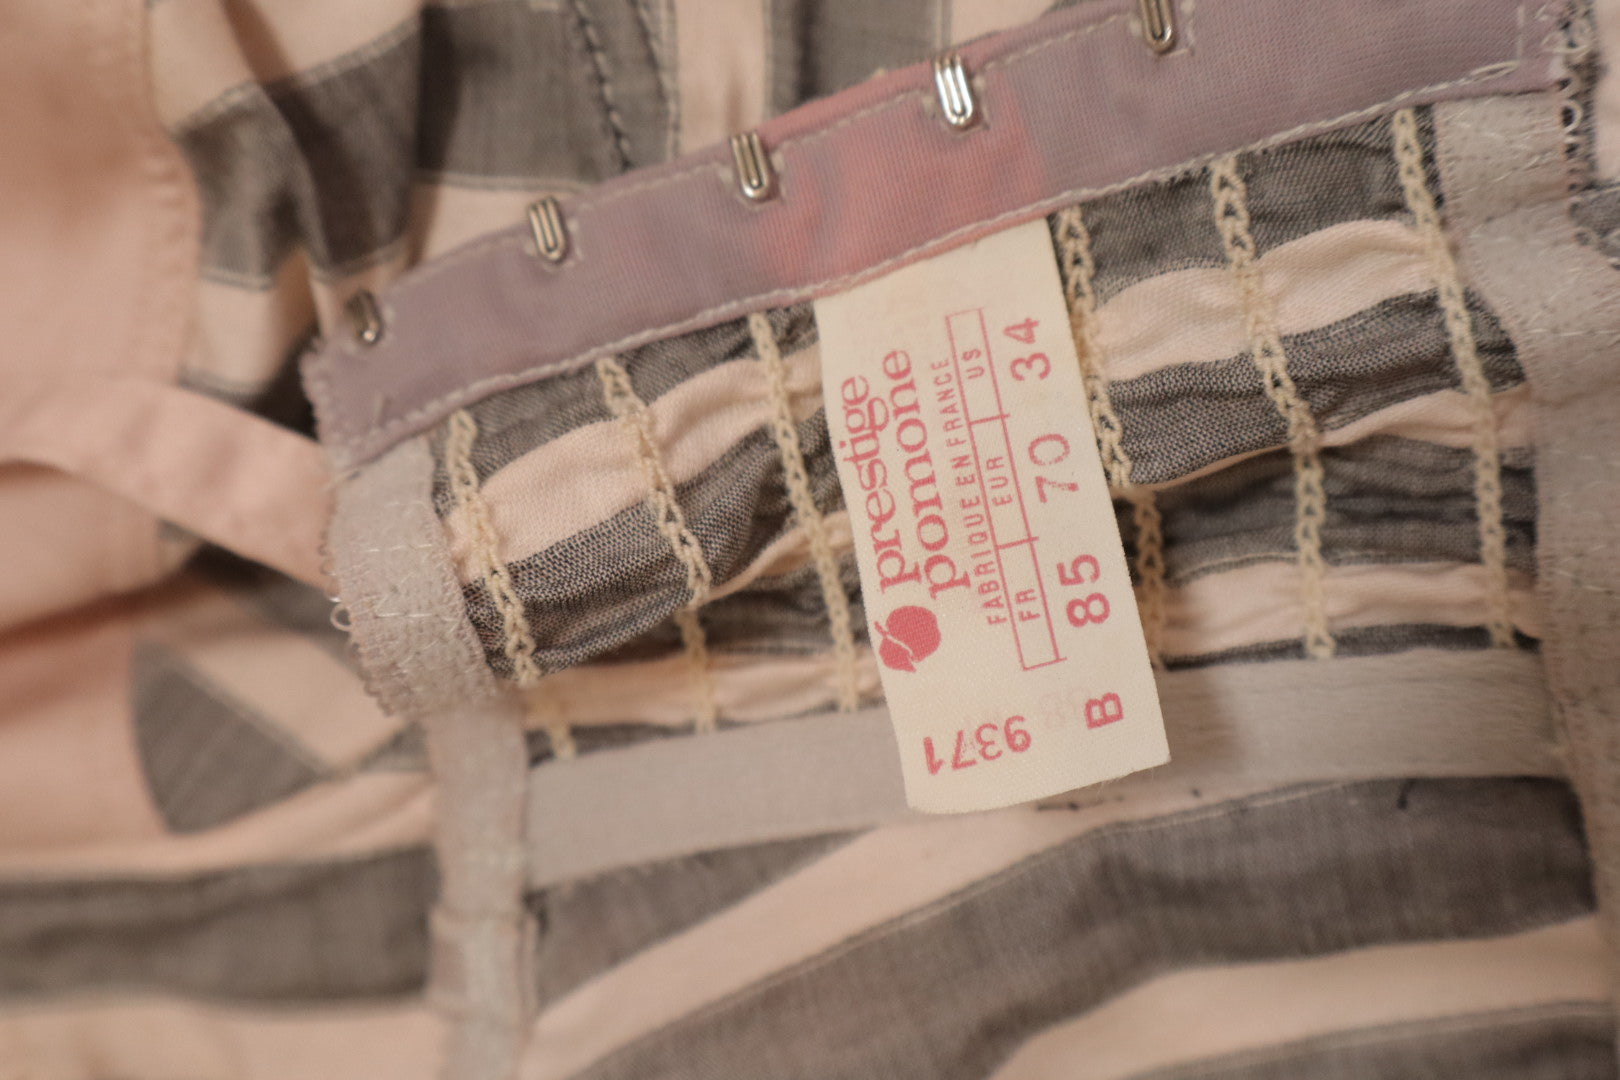 prestige
pomone
FABRIQUE EN FRANCE
FR EUR US
85 70 34
9371 B